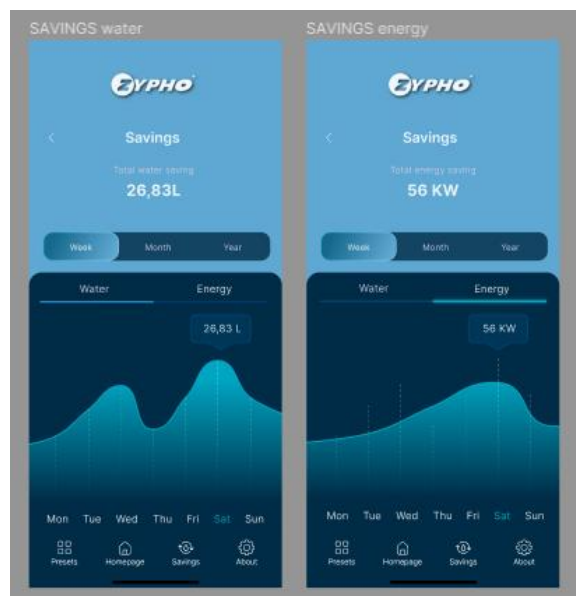 SAVINGS water
ZYPHO
Savings
Total water saving
26,83L
Week Month Year
Water Energy
26,83 L
Mon Tue Wed Thu Fri Sat Sun
Presets Homepage Savings About
SAVINGS energy
ZYPHO
Savings
Total energy saving
56 KW
Week Month Year
Water Energy
56 KW
Mon Tue Wed Thu Fri Sat Sun
Presets Homepage Savings About